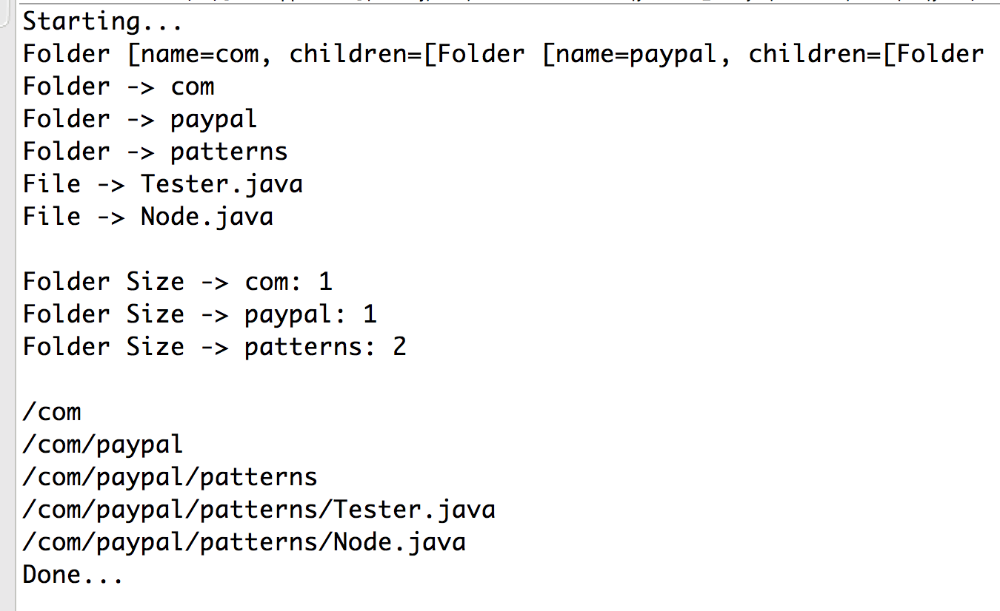 Starting...
Folder [name=com, children=[Folder [name=paypal, children=[Folder
Folder -> com
Folder -> paypal
Folder -> patterns
File -> Tester.java
File -> Node.java
Folder Size -> com: 1
Folder Size -> paypal: 1
Folder Size -> patterns: 2
/com
/com/paypal
/com/paypal/patterns
/com/paypal/patterns/Tester.java
/com/paypal/patterns/Node.java
Done...